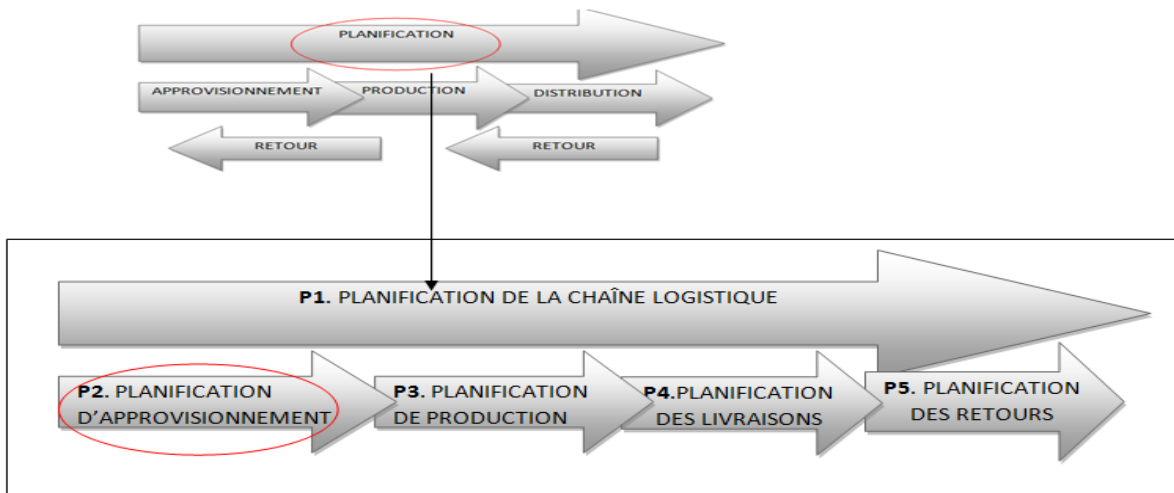 PLANIFICATION
APPROVISIONNEMENT
PRODUCTION
DISTRIBUTION
RETOUR
RETOUR
P1. PLANIFICATION DE LA CHAÎNE LOGISTIQUE
P2. PLANIFICATION
D'APPROVISIONNEMENT
P3. PLANIFICATION
DE PRODUCTION
P4.PLANIFICATION
DES LIVRAISONS
P5. PLANIFICATION
DES RETOURS